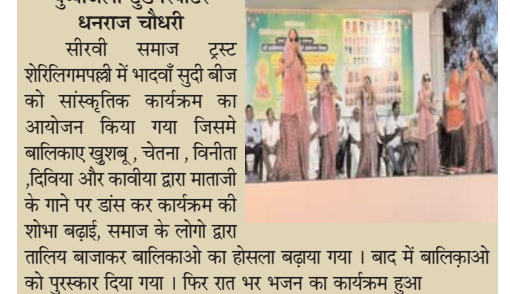 धनराज चौधरी
सीरवी समाज ट्रस्ट
शेरिलिगमपल्ली में भादवाँ सुदी बीज
को सांस्कृतिक कार्यक्रम का
आयोजन किया गया जिसमे
बालिकाए खुशबू , चेतना , विनीता
,दिविया और कावीया द्वारा माताजी
के गाने पर डांस कर कार्यक्रम की
शोभा बढ़ाई, समाज के लोगो द्वारा
तालिय बाजाकर बालिकाओ का होसला बढ़ाया गया । बाद में बालिक़ाओ
को पुरस्कार दिया गया । फिर रात भर भजन का कार्यक्रम हुआ